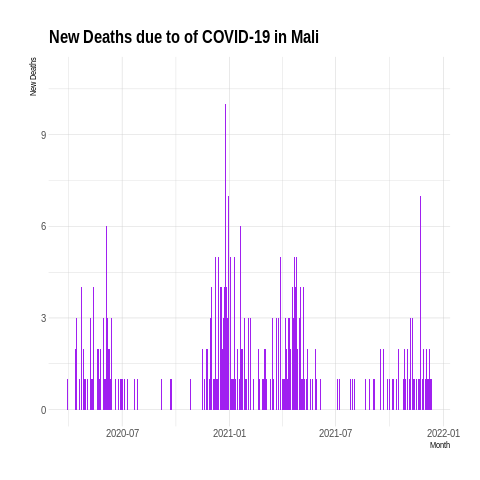 New Deaths due to of COVID-19 in Mali
New Deaths
9
6
3
0
2020-07 2021-01 2021-07 2022-01
Month